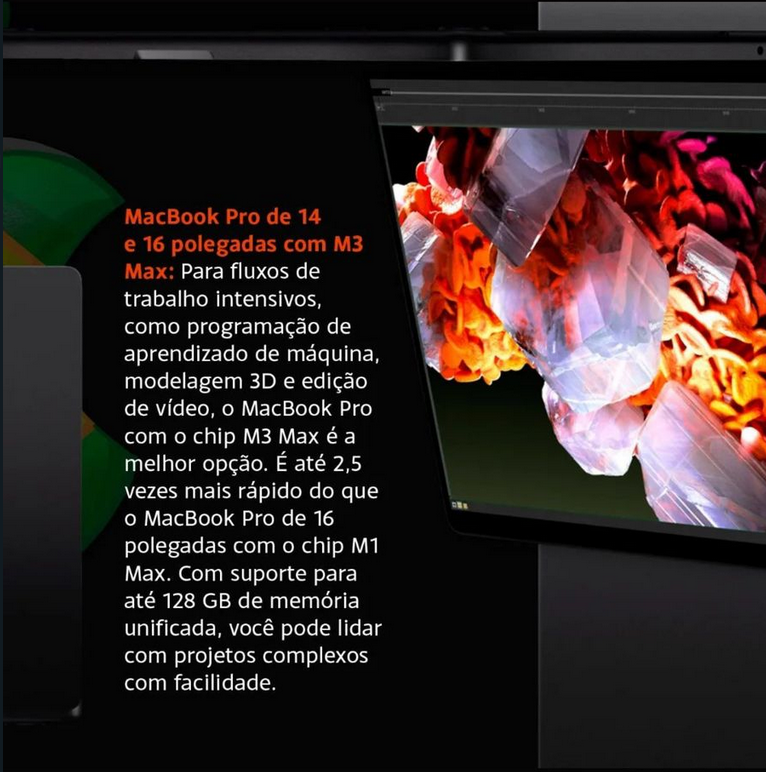 MacBook Pro de 14
e 16 polegadas com M3
Max: Para fluxos de
trabalho intensivos,
como programação de
aprendizado de máquina,
modelagem 3D e edição
de vídeo, o MacBook Pro
com o chip M3 Max é a
melhor opção. É até 2,5
vezes mais rápido do que
o MacBook Pro de 16
polegadas com o chip M1
Max. Com suporte para
até 128 GB de memória
unificada, você pode lidar
com projetos complexos
com facilidade.